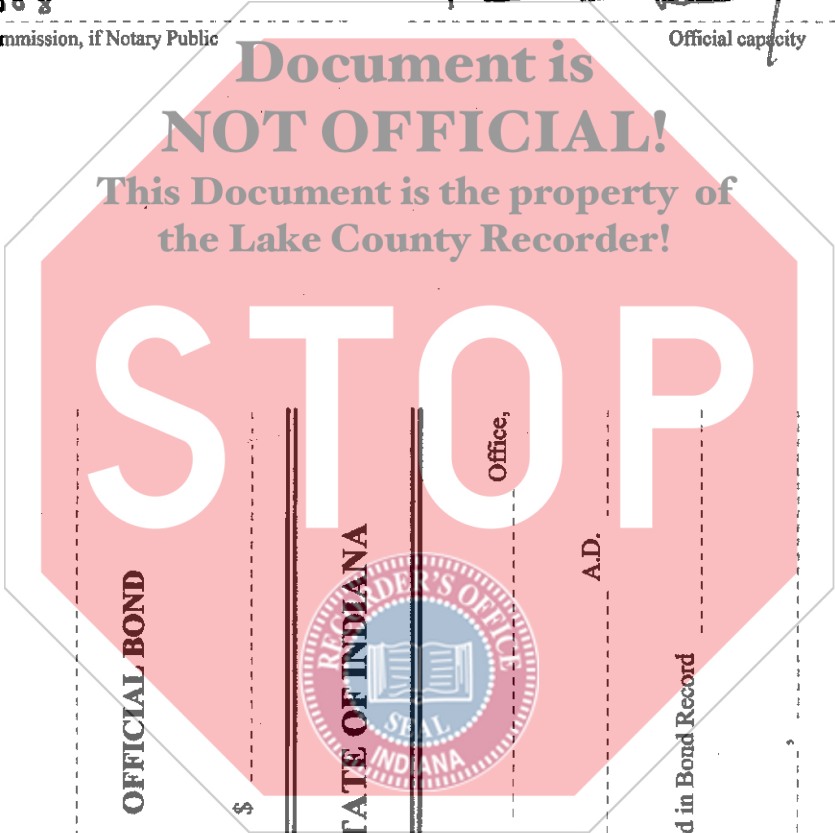 mmission, if Notary Public
Official capacity
Document is
NOT OFFICIAL!
This Document is the property of
the Lake County Recorder!
STOP
OFFICIAL BOND
$
TATE OF INDIANA
Office,
A.D.
d in Bond Record
,
RECORDER'S OFFICE
SEAL
INDIANA